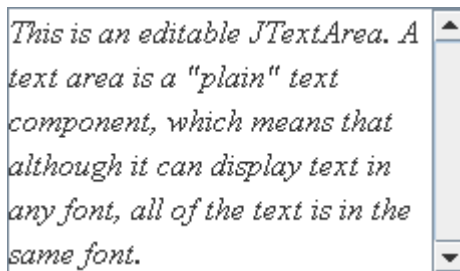 This is an editable JTextArea. A
text area is a "plain" text
component, which means that
although it can display text in
any font, all of the text is in the
same font.